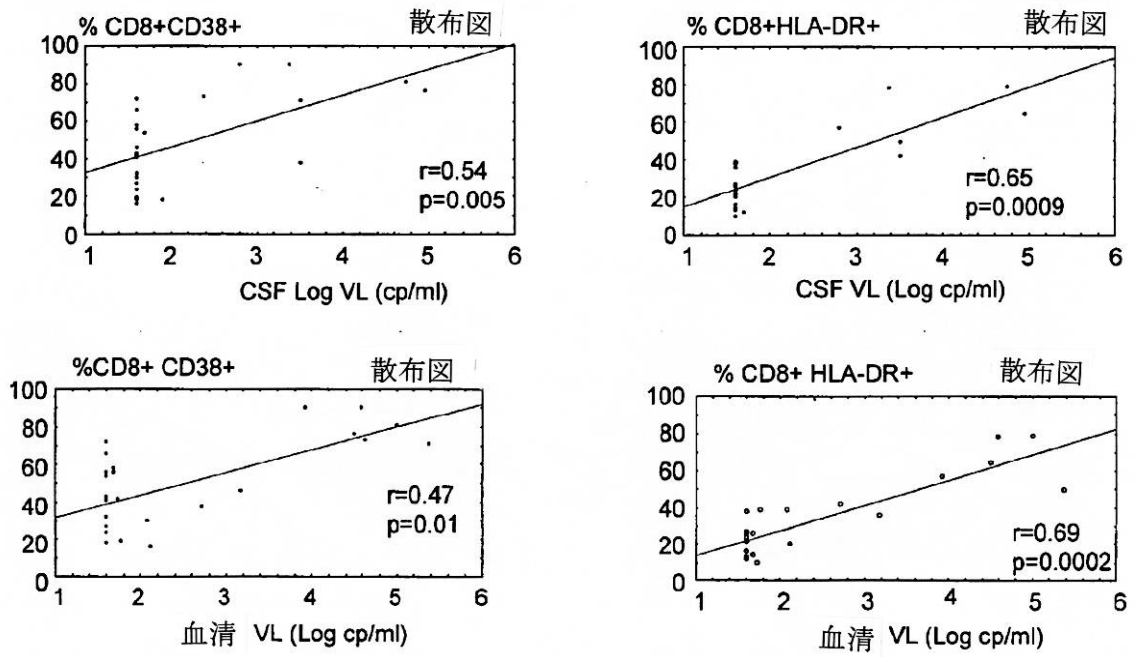 % CD8+CD38+ 散布図
100
80
60
40
20
0
r=0.54
p=0.005
1 2 3 4 5 6
CSF Log VL (cp/ml)
% CD8+HLA-DR+ 散布図
100
80
60
40
20
0
r=0.65
p=0.0009
1 2 3 4 5 6
CSF VL (Log cp/ml)
%CD8+ CD38+ 散布図
100
80
60
40
20
0
r=0.47
p=0.01
1 2 3 4 5 6
血清 VL (Log cp/ml)
% CD8+ HLA-DR+ 散布図
100
80
60
40
20
0
r=0.69
p=0.0002
1 2 3 4 5 6
血清 VL (Log cp/ml)